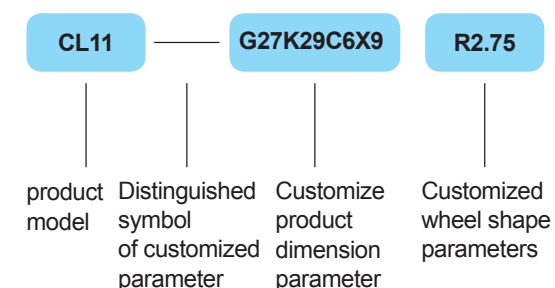 CL11
G27K29C6X9
R2.75
product
model
Distinguished
symbol
of customized
parameter
Customize
product
dimension
parameter
Customized
wheel shape
parameters